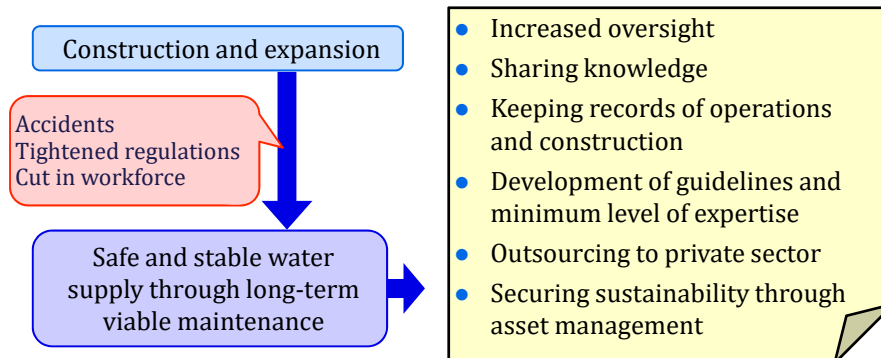 Construction and expansion
Accidents
Tightened regulations
Cut in workforce
Safe and stable water
supply through long-term
viable maintenance
● Increased oversight
● Sharing knowledge
● Keeping records of operations
and construction
● Development of guidelines and
minimum level of expertise
● Outsourcing to private sector
● Securing sustainability through
asset management